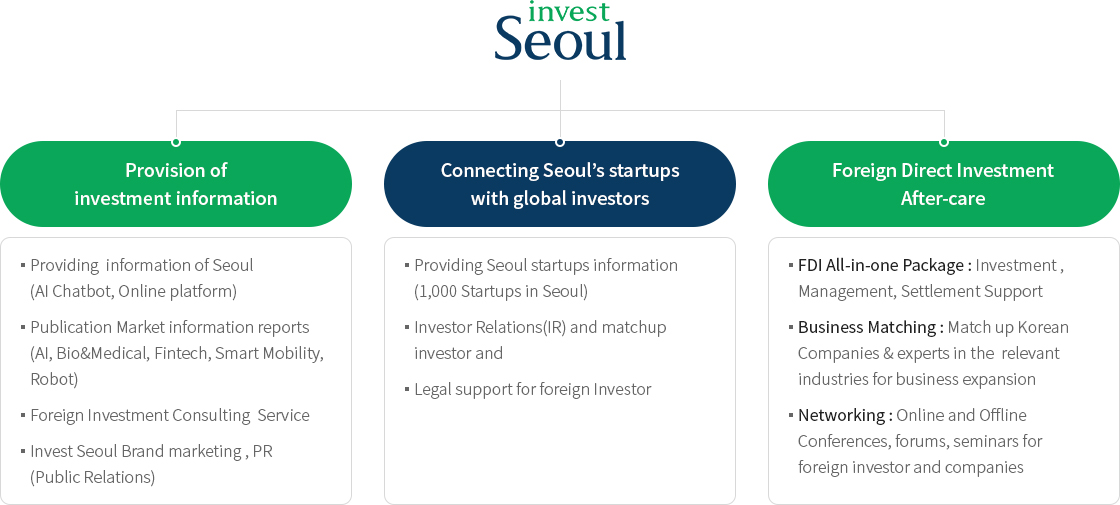 invest
Seoul
Provision of
investment information
▪ Providing information of Seoul
(AI Chatbot, Online platform)
▪ Publication Market information reports
(AI, Bio&Medical, Fintech, Smart Mobility,
Robot)
▪ Foreign Investment Consulting Service
▪ Invest Seoul Brand marketing , PR
(Public Relations)
Connecting Seoul’s startups
with global investors
▪ Providing Seoul startups information
(1,000 Startups in Seoul)
▪ Investor Relations(IR) and matchup
investor and
▪ Legal support for foreign Investor
Foreign Direct Investment
After-care
▪ FDI All-in-one Package : Investment ,
Management, Settlement Support
▪ Business Matching : Match up Korean
Companies & experts in the relevant
industries for business expansion
▪ Networking : Online and Offline
Conferences, forums, seminars for
foreign investor and companies